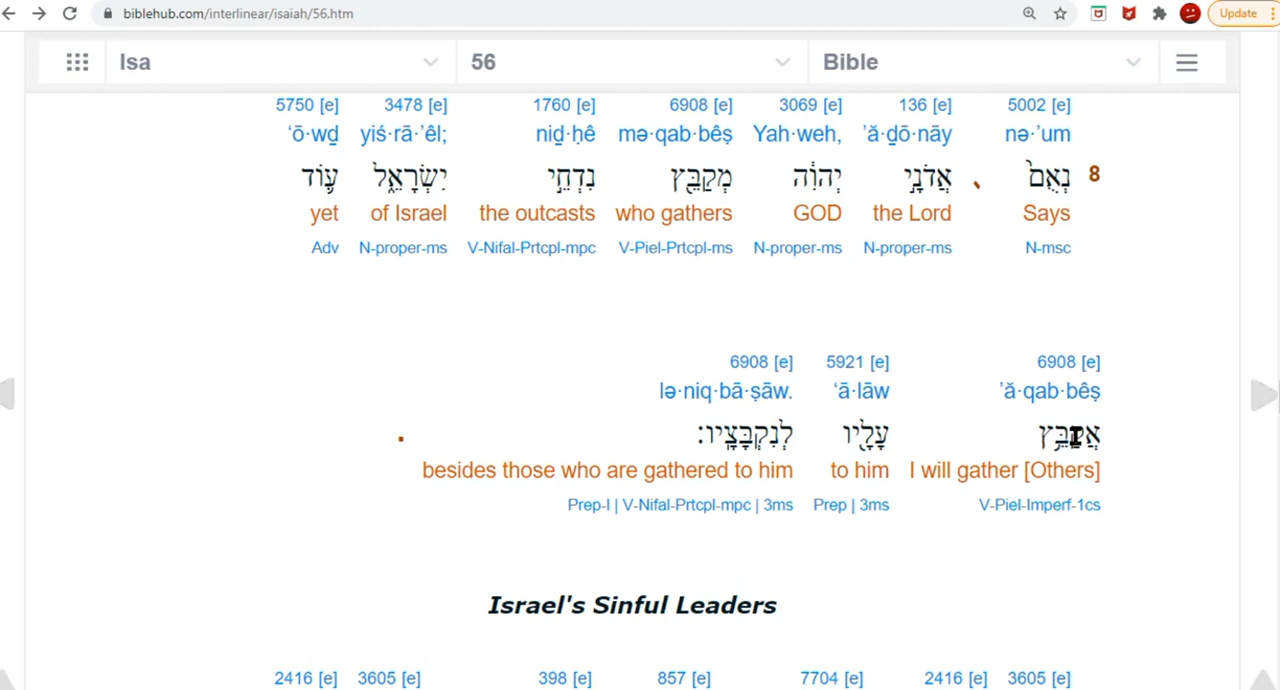 biblehub.com/interlinear/isaiah/56.htm Update
Isa 56 Bible
5750 [e] 3478 [e] 1760 [e] 6908 [e] 3069 [e] 136 [e] 5002 [e]
‘ō·wḏ yiś·rā·’êl; niḏ·ḥê mə·qab·bêṣ Yah·weh, ’ă·ḏō·nāy nə·’um
8 נְאֻם֙ אֲדֹנָ֣י יְהוִ֔ה מְקַבֵּ֖ץ נִדְחֵ֣י יִשְׂרָאֵ֑ל ע֛וֹד
yet of Israel the outcasts who gathers GOD the Lord Says
Adv N-proper-ms V-Nifal-Prtcpl-mpc V-Piel-Prtcpl-ms N-proper-ms N-proper-ms N-msc
6908 [e] 5921 [e] 6908 [e]
lə·niq·bā·ṣāw. ‘ā·lāw ’ă·qab·bêṣ
אֲקַבֵּ֥ץ עָלָ֖יו לְנִקְבָּצָֽיו׃
besides those who are gathered to him to him I will gather [Others]
Prep-l | V-Nifal-Prtcpl-mpc | 3ms Prep | 3ms V-Piel-Imperf-1cs
Israel's Sinful Leaders
2416 [e] 3605 [e] 398 [e] 857 [e] 7704 [e] 2416 [e] 3605 [e]